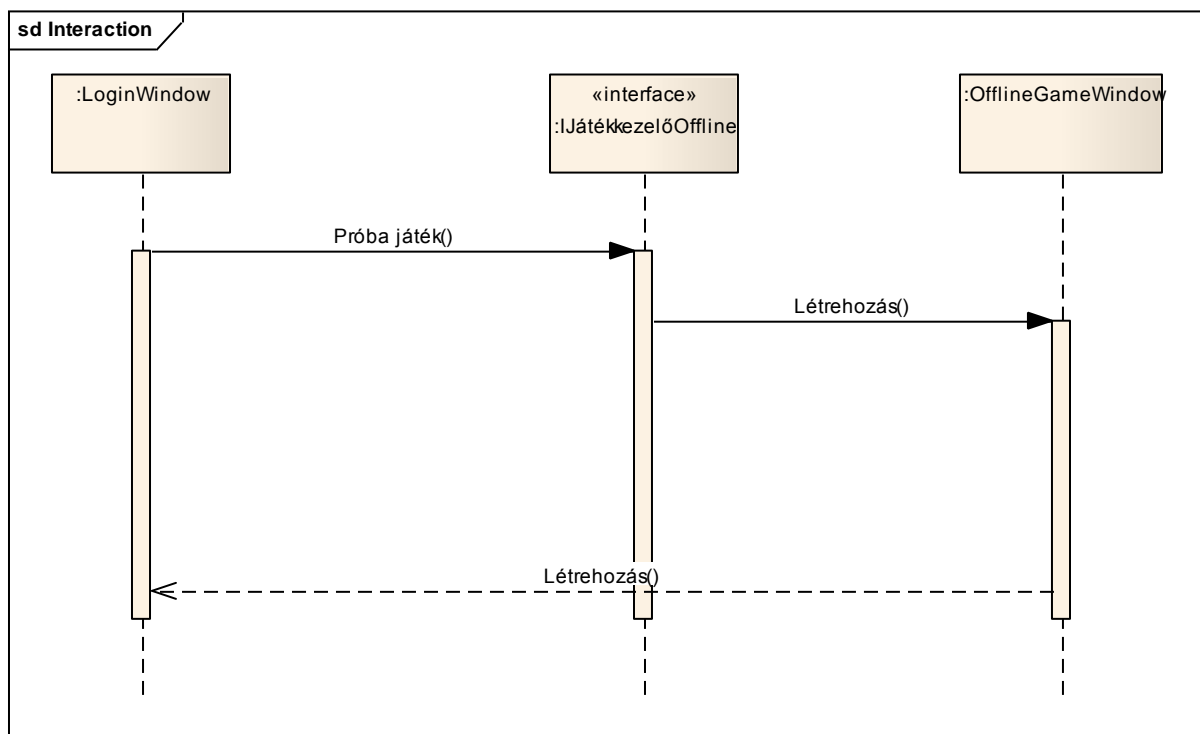 sd Interaction
:LoginWindow
«interface»
:IJátékkezelőOffline
:OfflineGameWindow
Próba játék()
Létrehozás()
Létrehozás()